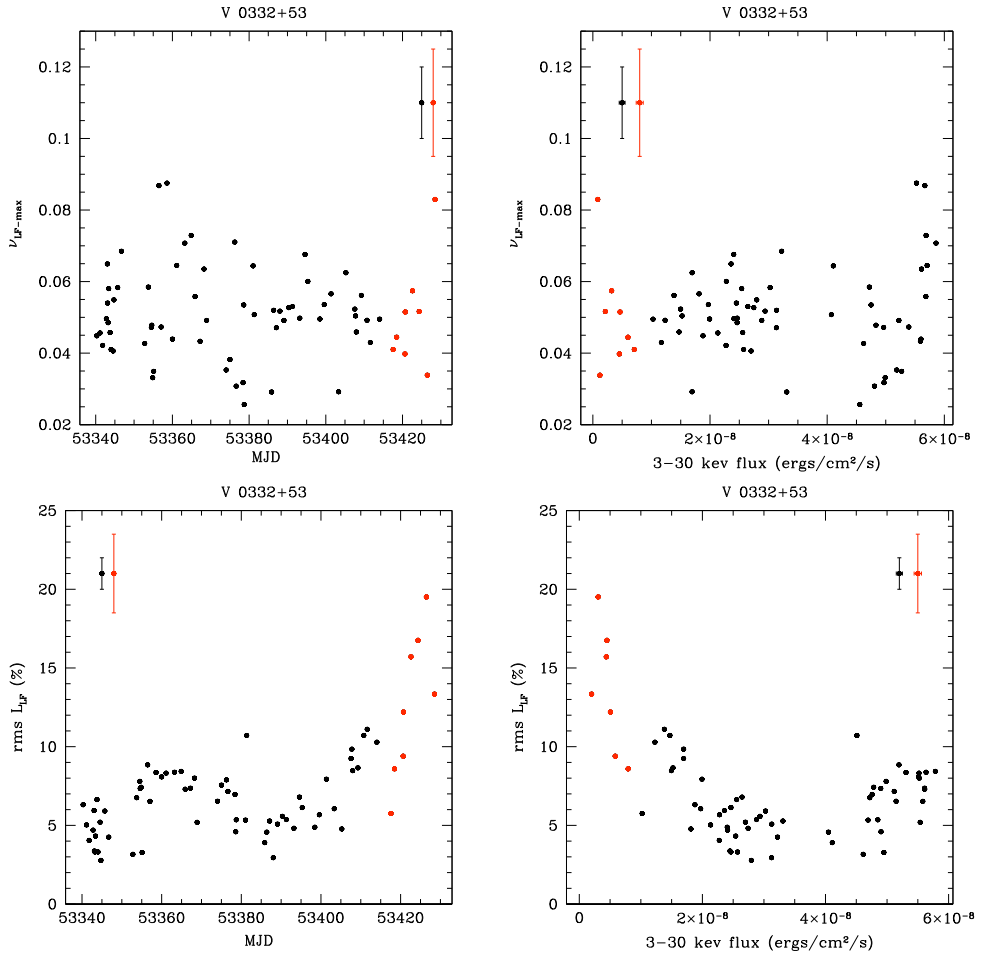 V 0332+53
V 0332+53
0.12
0.1
0.08
0.06
0.04
0.02
ν_LF-max
53340 53360 53380 53400 53420
MJD
0.12
0.1
0.08
0.06
0.04
0.02
ν_LF-max
0 2×10⁻⁸ 4×10⁻⁸ 6×10⁻⁸
3-30 kev flux (ergs/cm²/s)
V 0332+53
V 0332+53
25
20
15
10
5
0
rms L_LF (%)
53340 53360 53380 53400 53420
MJD
25
20
15
10
5
0
rms L_LF (%)
0 2×10⁻⁸ 4×10⁻⁸ 6×10⁻⁸
3-30 kev flux (ergs/cm²/s)